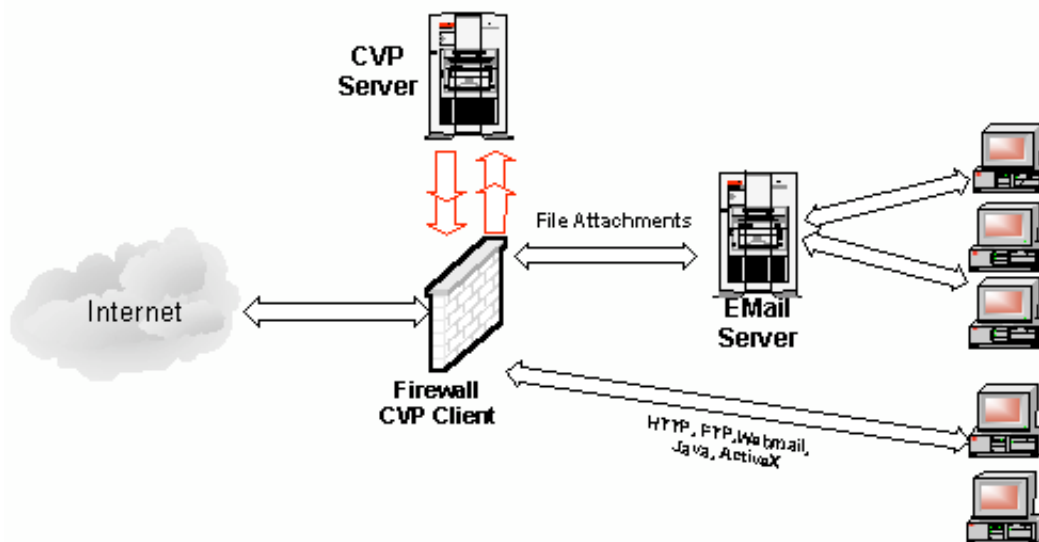 CVP
Server
File Attachments
Internet
EMail
Server
Firewall
CVP Client
HTTP, FTP,Webmail,
Java, ActiveX